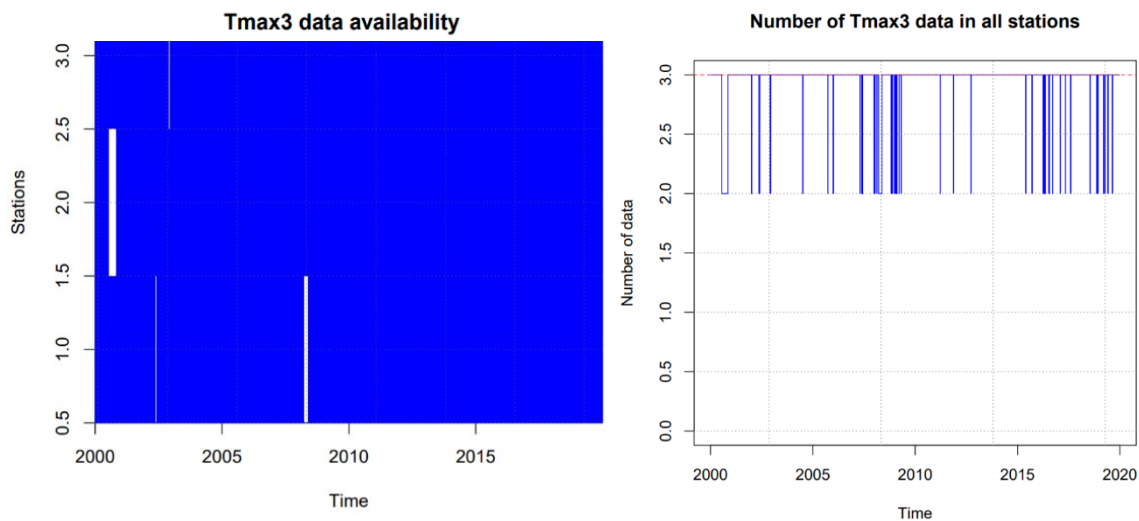 Tmax3 data availability
Stations
3.0
2.5
2.0
1.5
1.0
0.5
2000 2005 2010 2015
Time
Number of Tmax3 data in all stations
Number of data
3.0
2.5
2.0
1.5
1.0
0.5
0.0
2000 2005 2010 2015 2020
Time